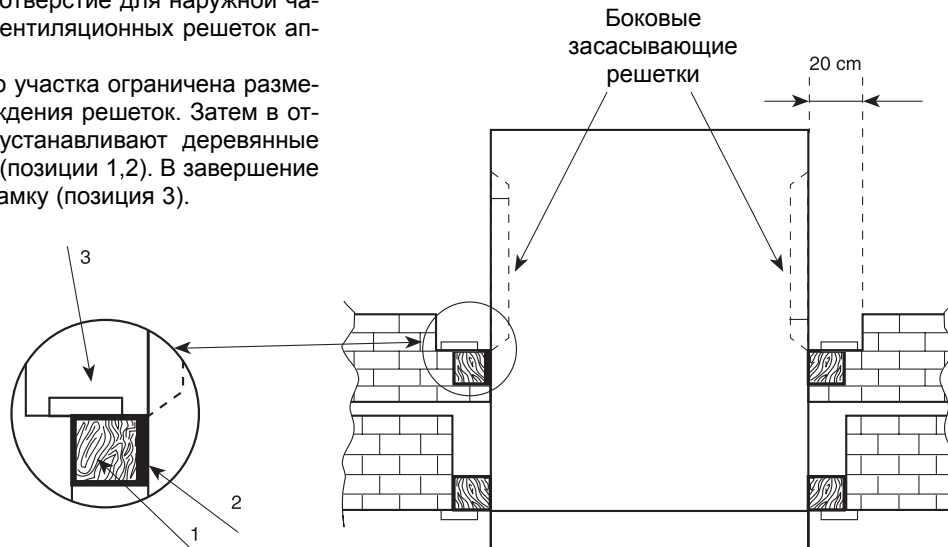 отверстие для наружной ча-
ентиляционных решеток ап-
участка ограничена разме-
ждения решеток. Затем в от-
устанавливают деревянные
(позиции 1,2). В завершение
амку (позиция 3).
Боковые
засасывающие
решетки
20 cm
3
2
1